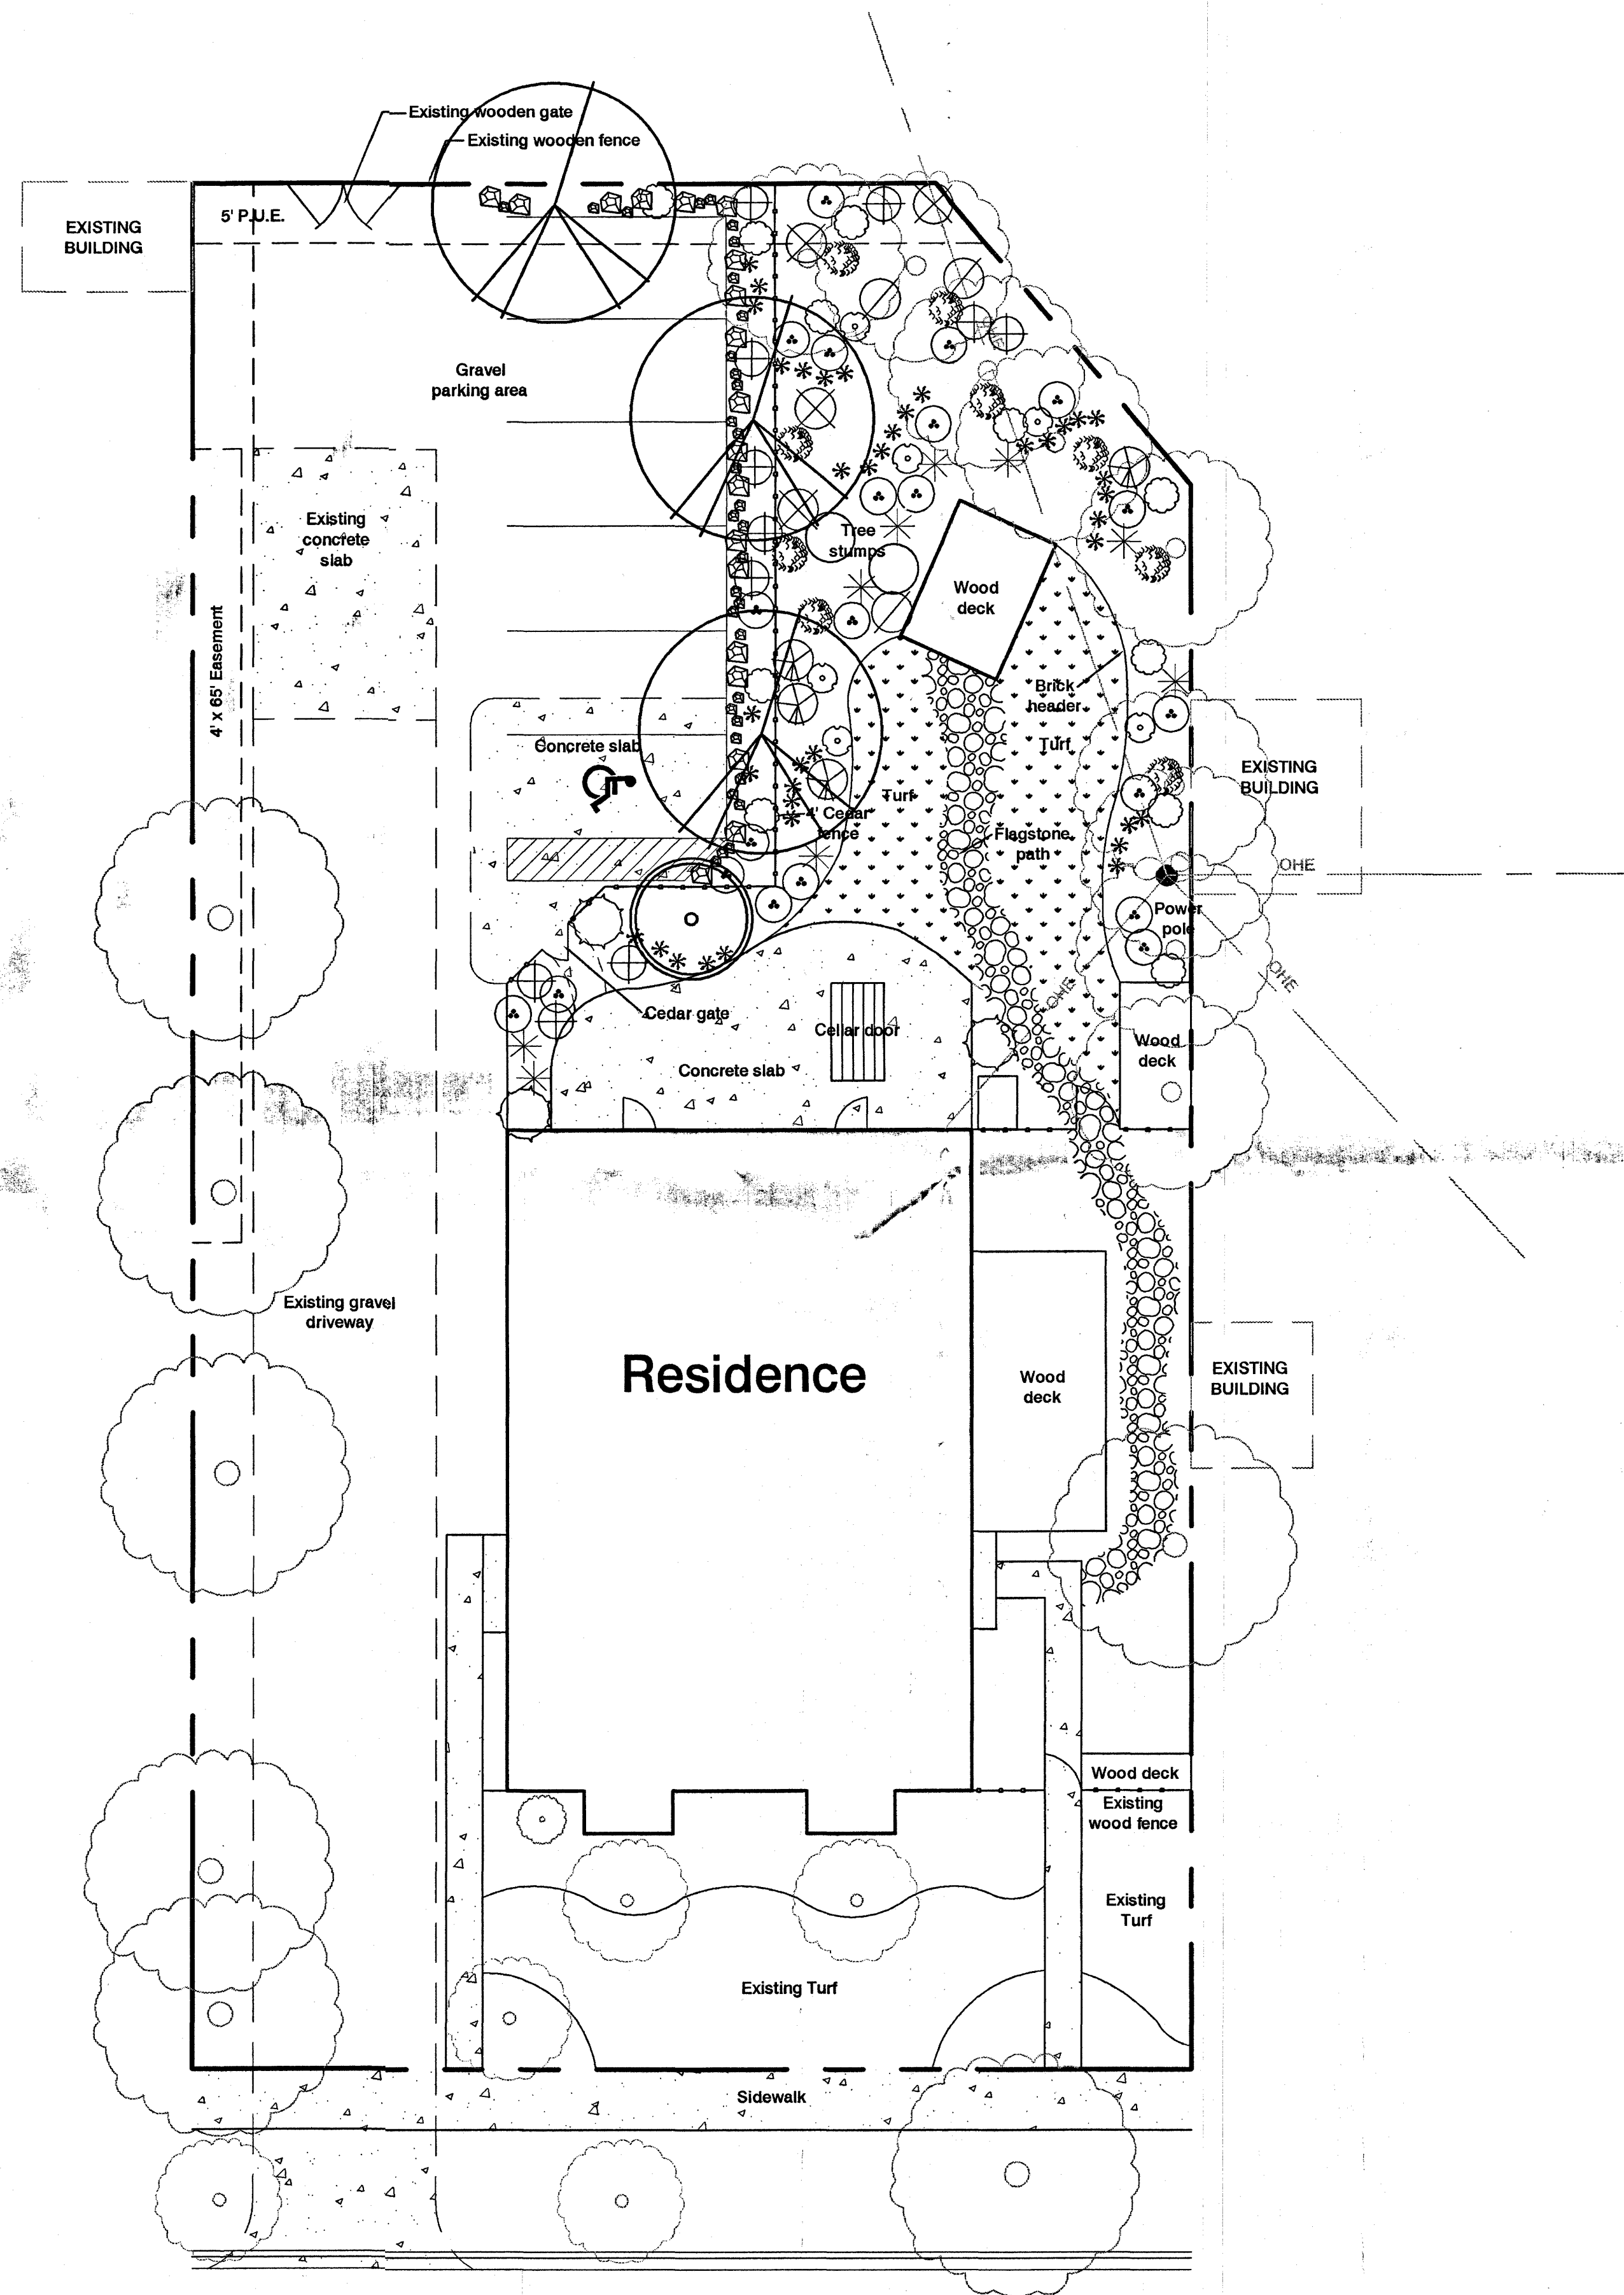 Existing wooden gate
Existing wooden fence
5' P.U.E.
EXISTING
BUILDING
Gravel
parking area
Existing
concrete
slab
Tree
stumps
Wood
deck
4' x 65' Easement
Brick
header
Turf
Concrete slab
Turf
EXISTING
BUILDING
4' Cedar
fence
Flagstone
path
OHE
Power
pole
OHE
OHE
Cedar gate
Cellar door
Wood
deck
Concrete slab
Existing gravel
driveway
Residence
Wood
deck
EXISTING
BUILDING
Wood deck
Existing
wood fence
Existing
Turf
Existing Turf
Sidewalk